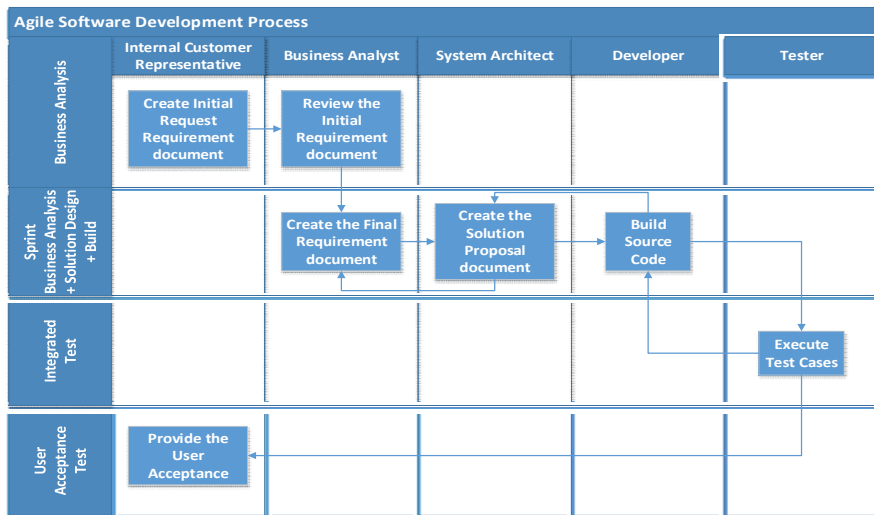 Agile Software Development Process
Internal Customer
Representative
Business Analyst
System Architect
Developer
Tester
Business Analysis
Create Initial
Request
Requirement
document
Review the
Initial
Requirement
document
Sprint
Business Analysis
+ Solution Design
+ Build
Create the Final
Requirement
document
Create the
Solution
Proposal
document
Build
Source
Code
Integrated
Test
Execute
Test Cases
User
Acceptance
Test
Provide the
User
Acceptance